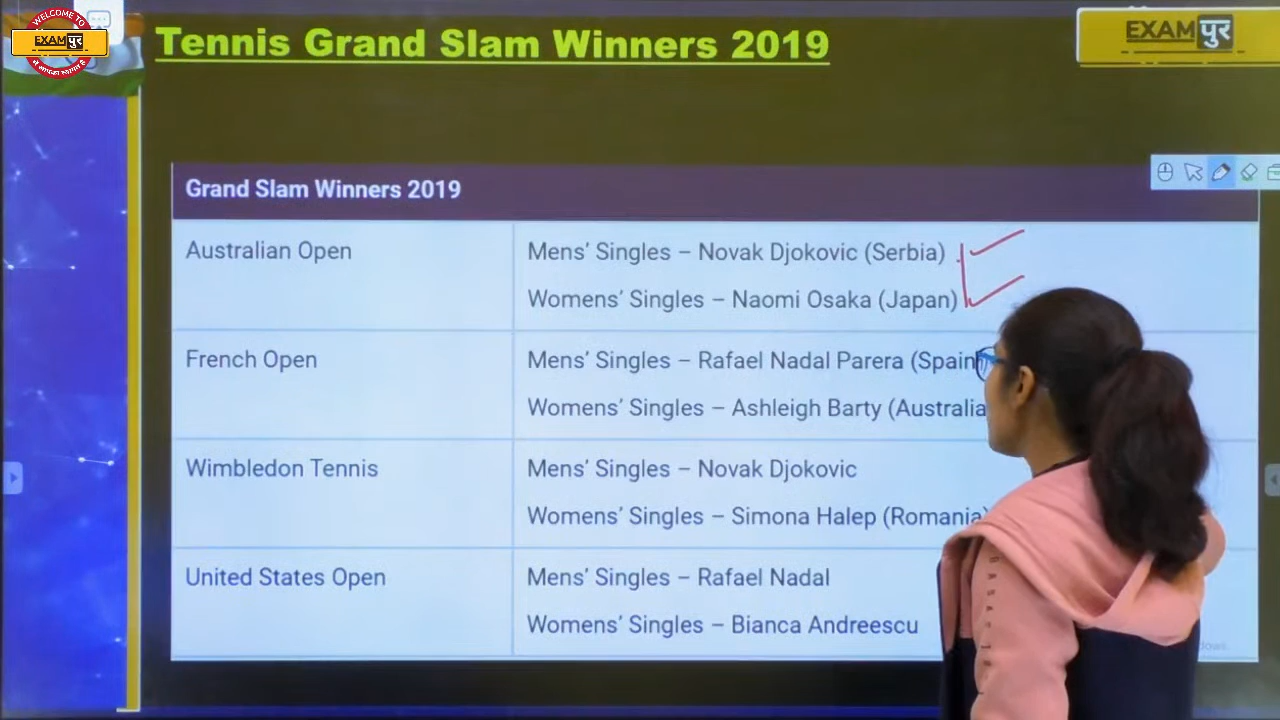 WELCOME TO
EXAMपुर
EXAMपुर
Tennis Grand Slam Winners 2019
Grand Slam Winners 2019
Australian Open
Mens’ Singles – Novak Djokovic (Serbia)
Womens’ Singles – Naomi Osaka (Japan)
French Open
Mens’ Singles – Rafael Nadal Parera (Spain
Womens’ Singles – Ashleigh Barty (Australia
Wimbledon Tennis
Mens’ Singles – Novak Djokovic
Womens’ Singles – Simona Halep (Romania)
United States Open
Mens’ Singles – Rafael Nadal
Womens’ Singles – Bianca Andreescu